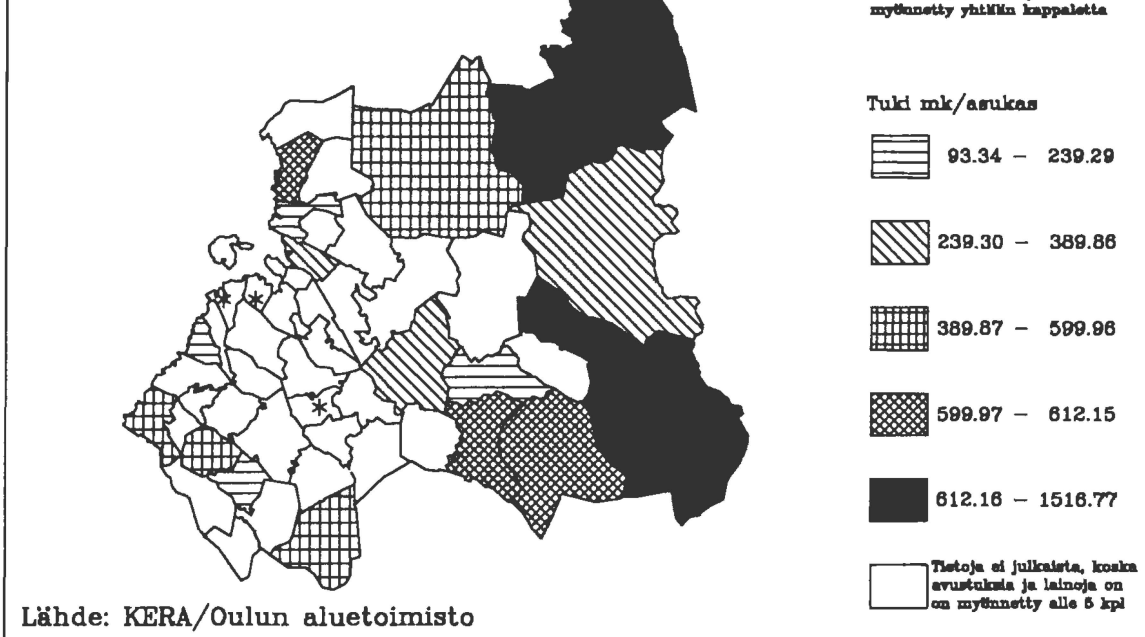 myönnetty yhtään kappaletta
Tuki mk/asukas
93.34 - 239.29
239.30 - 389.86
389.87 - 599.96
599.97 - 612.15
612.16 - 1516.77
Tietoja ei julkaista, koska
avustuksia ja lainoja on
on myönnetty alle 5 kpl
Lähde: KERA/Oulun aluetoimisto